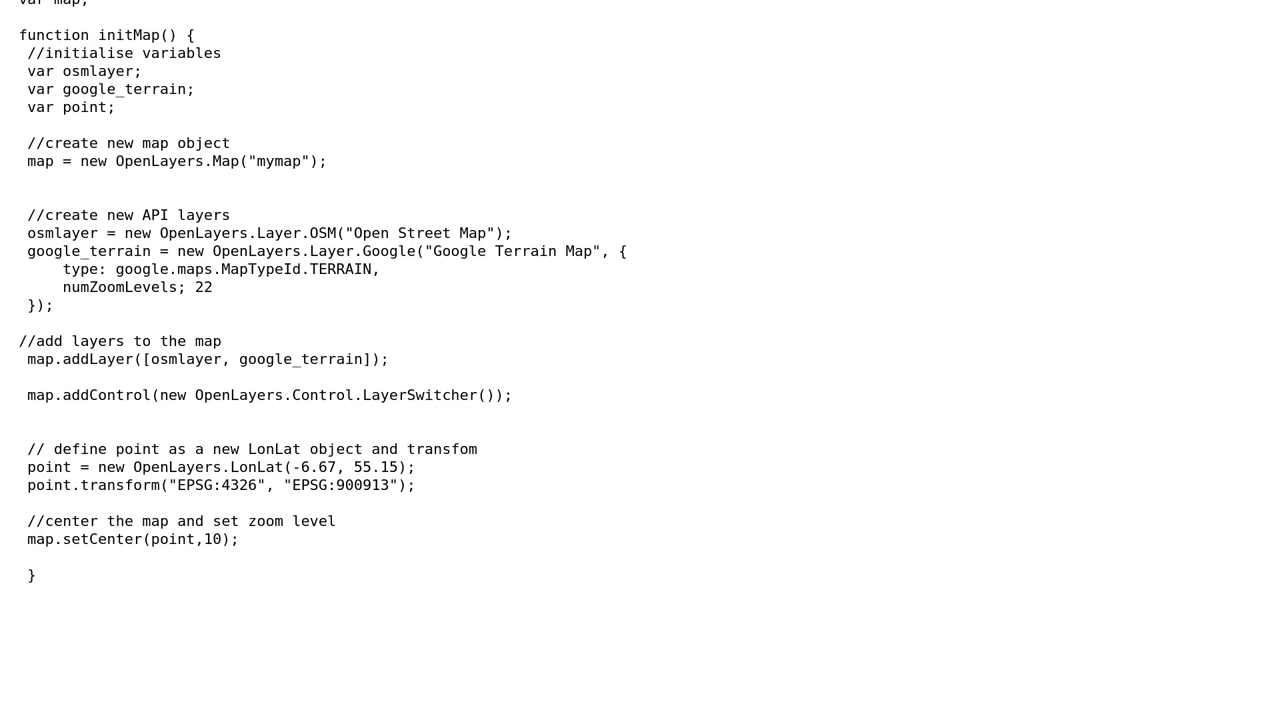 var map;
function initMap() {
//initialise variables
var osmlayer;
var google_terrain;
var point;
//create new map object
map = new OpenLayers.Map("mymap");
//create new API layers
osmlayer = new OpenLayers.Layer.OSM("Open Street Map");
google_terrain = new OpenLayers.Layer.Google("Google Terrain Map", {
type: google.maps.MapTypeId.TERRAIN,
numZoomLevels; 22
});
//add layers to the map
map.addLayer([osmlayer, google_terrain]);
map.addControl(new OpenLayers.Control.LayerSwitcher());
// define point as a new LonLat object and transfom
point = new OpenLayers.LonLat(-6.67, 55.15);
point.transform("EPSG:4326", "EPSG:900913");
//center the map and set zoom level
map.setCenter(point,10);
}